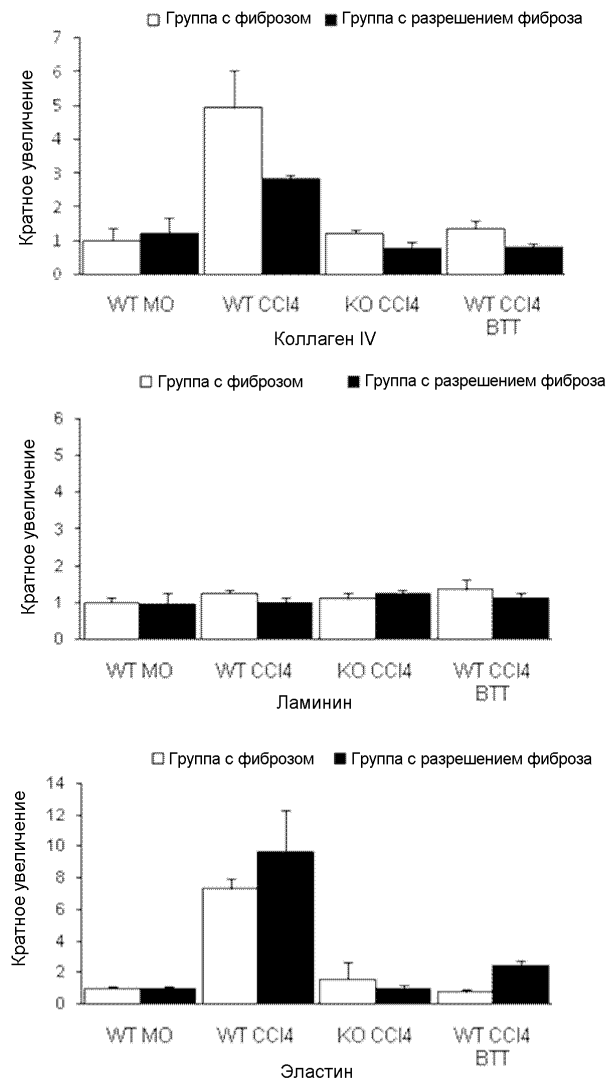 Группа с фиброзом Группа с разрешением фиброза
Кратное увеличение
7
6
5
4
3
2
1
0
WT MO WT CCl4 KO CCl4 WT CCl4
BTT
Коллаген IV
Группа с фиброзом Группа с разрешением фиброза
Кратное увеличение
6
5
4
3
2
1
0
WT MO WT CCl4 KO CCl4 WT CCl4
BTT
Ламинин
Группа с фиброзом Группа с разрешением фиброза
Кратное увеличение
14
12
10
8
6
4
2
0
WT MO WT CCl4 KO CCl4 WT CCl4
BTT
Эластин